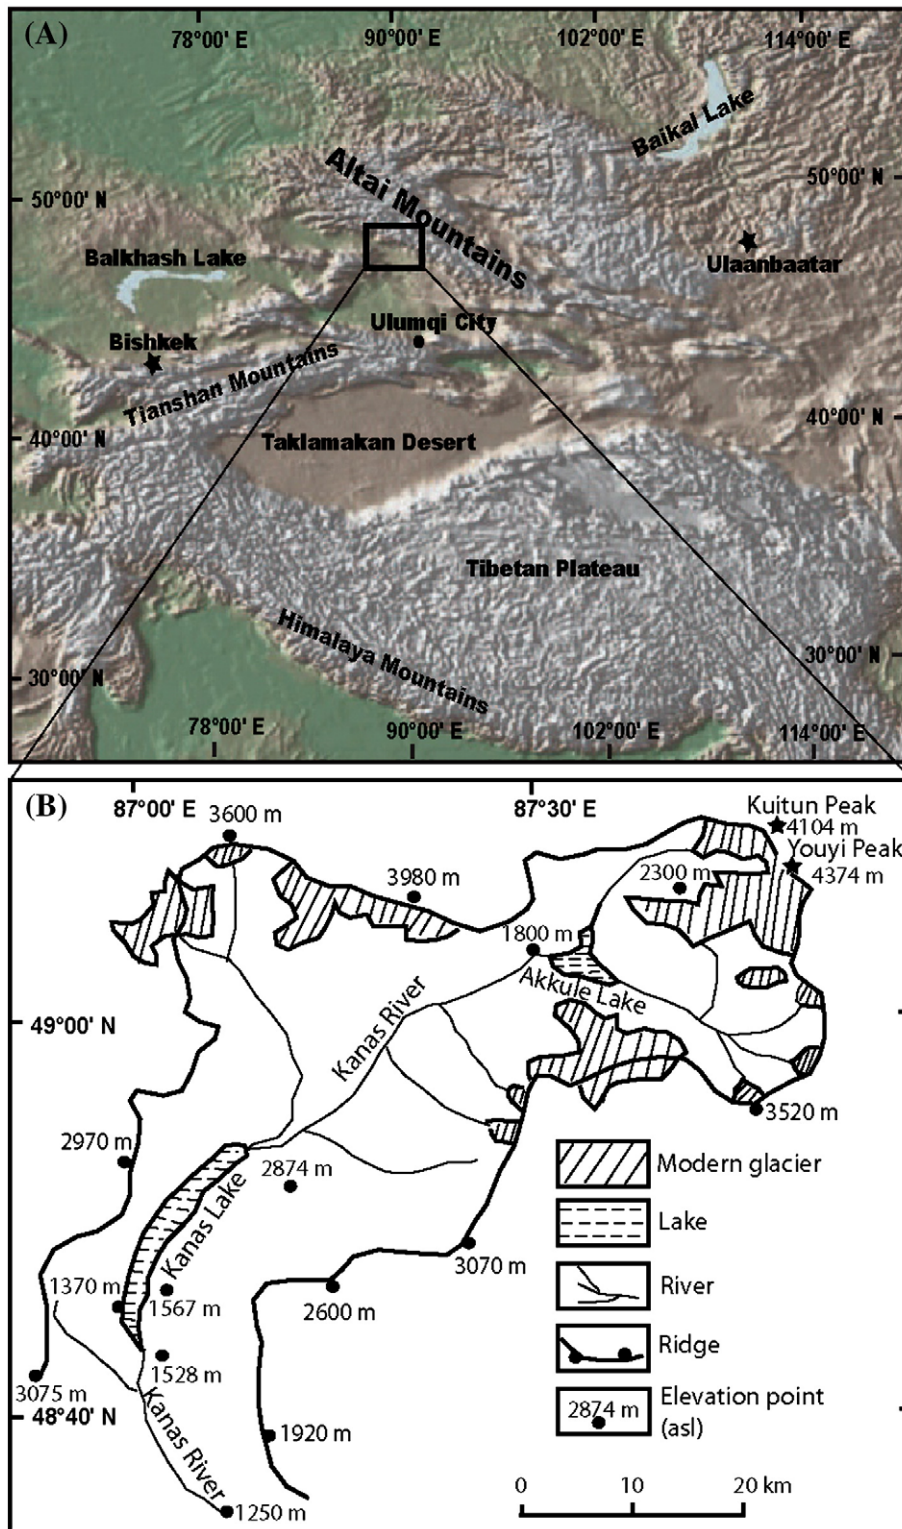 (A)
78°00' E
90°00' E
102°00' E
114°00' E
Baikal Lake
Altai Mountains
50°00' N
50°00' N
Balkhash Lake
Ulaanbaatar
Ulumqi City
Bishkek
Tianshan Mountains
40°00' N
40°00' N
Taklamakan Desert
Tibetan Plateau
Himalaya Mountains
30°00' N
30°00' N
78°00' E
90°00' E
102°00' E
114°00' E
(B)
87°00' E
87°30' E
3600 m
Kuitun Peak
4104 m
Youyi Peak
4374 m
2300 m
3980 m
1800 m
Akkule Lake
Kanas River
49°00' N
3520 m
2970 m
2874 m
Kanas Lake
3070 m
1370 m
1567 m
2600 m
1528 m
3075 m
Kanas River
48°40' N
1920 m
1250 m
Modern glacier
Lake
River
Ridge
2874 m
Elevation point
(asl)
0 10 20 km